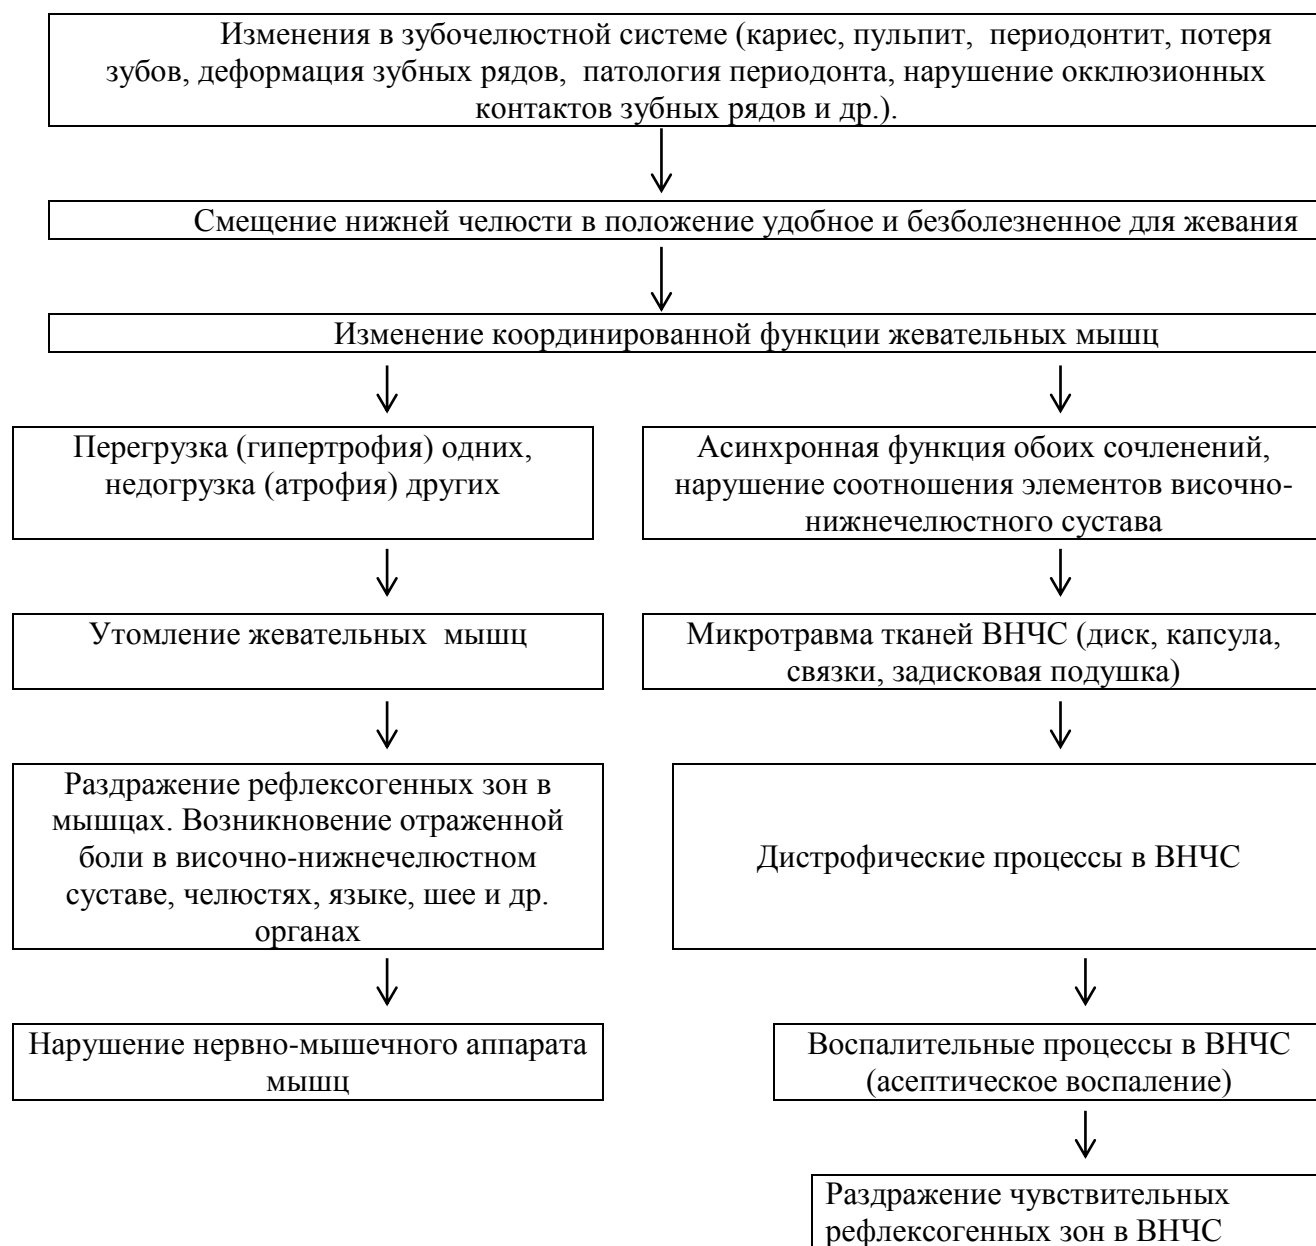 Изменения в зубочелюстной системе (кариес, пульпит, периодонтит, потеря
зубов, деформация зубных рядов, патология периодонта, нарушение окклюзионных
контактов зубных рядов и др.).
Смещение нижней челюсти в положение удобное и безболезненное для жевания
Изменение координированной функции жевательных мышц
Перегрузка (гипертрофия) одних,
недогрузка (атрофия) других
Асинхронная функция обоих сочленений,
нарушение соотношения элементов височно-
нижнечелюстного сустава
Утомление жевательных мышц
Микротравма тканей ВНЧС (диск, капсула,
связки, задисковая подушка)
Раздражение рефлексогенных зон в
мышцах. Возникновение отраженной
боли в височно-нижнечелюстном
суставе, челюстях, языке, шее и др.
органах
Дистрофические процессы в ВНЧС
Нарушение нервно-мышечного аппарата
мышц
Воспалительные процессы в ВНЧС
(асептическое воспаление)
Раздражение чувствительных
рефлексогенных зон в ВНЧС